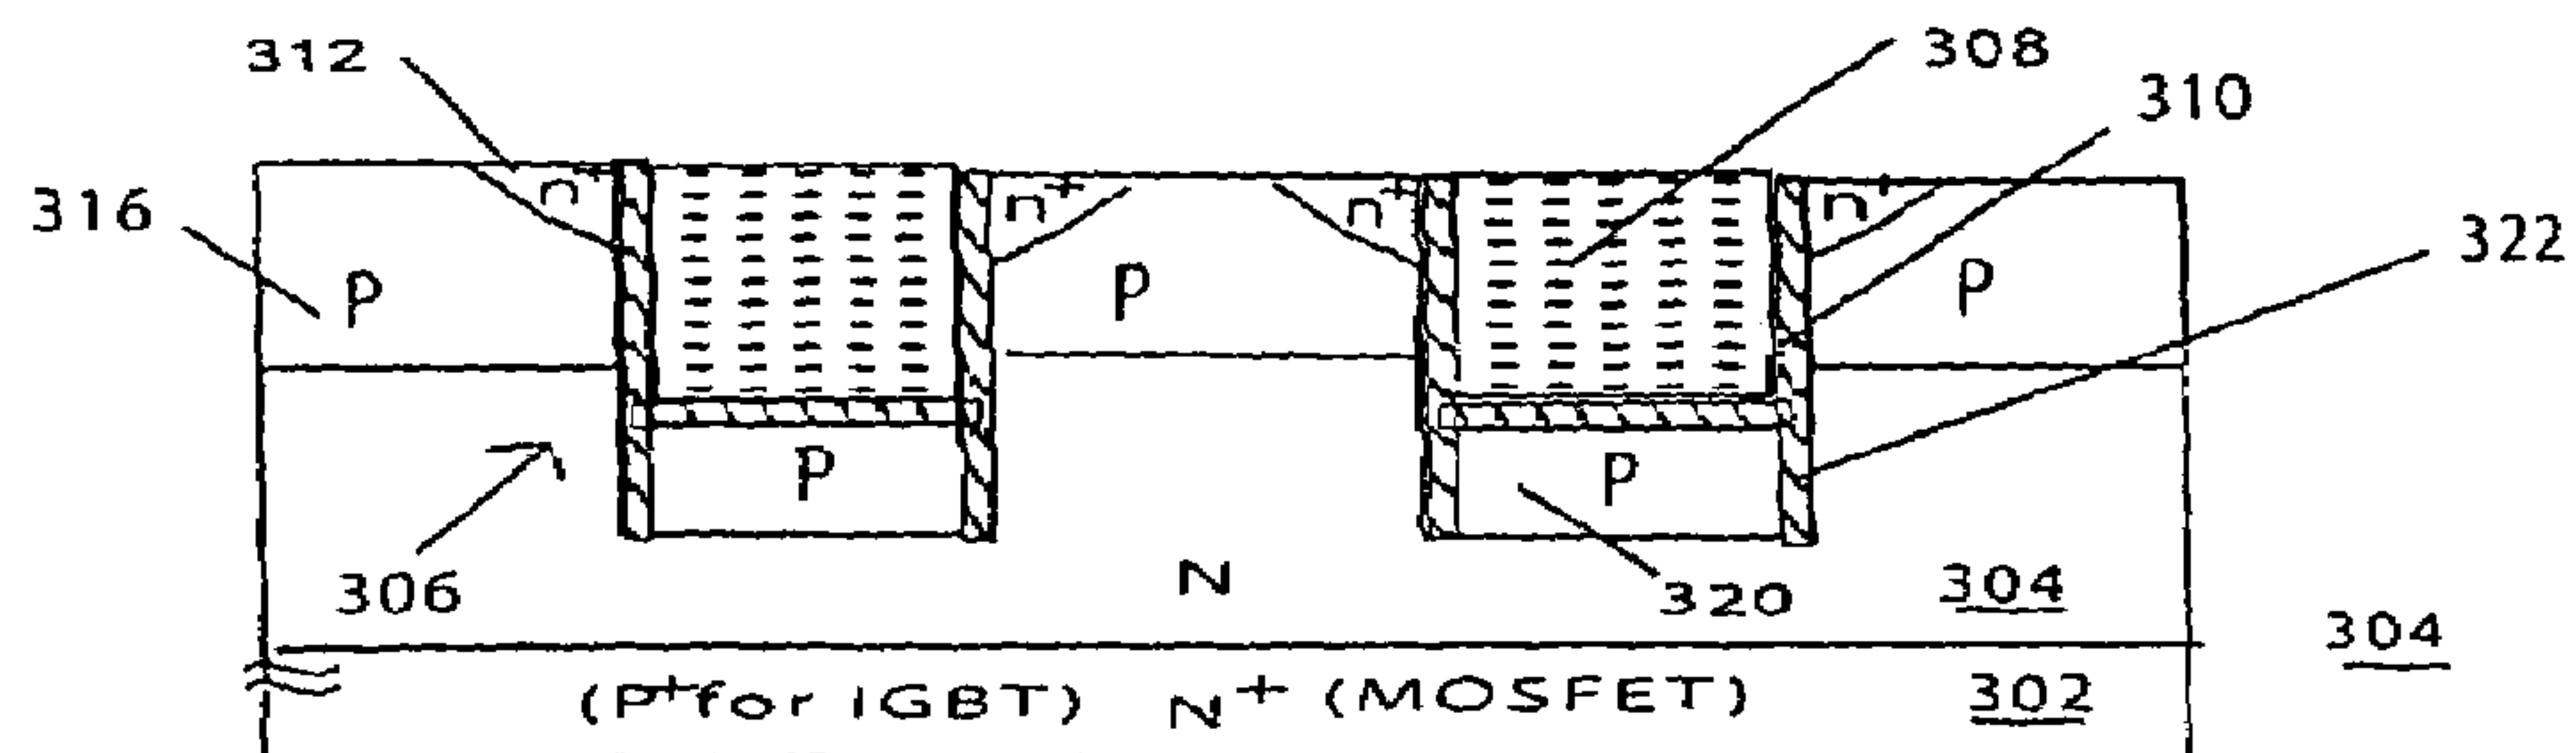 312
308
310
316
322
n+ n+ n+ n+
P P P
P P
306
N
320
304
304
(P+ for IGBT) N+ (MOSFET) 302